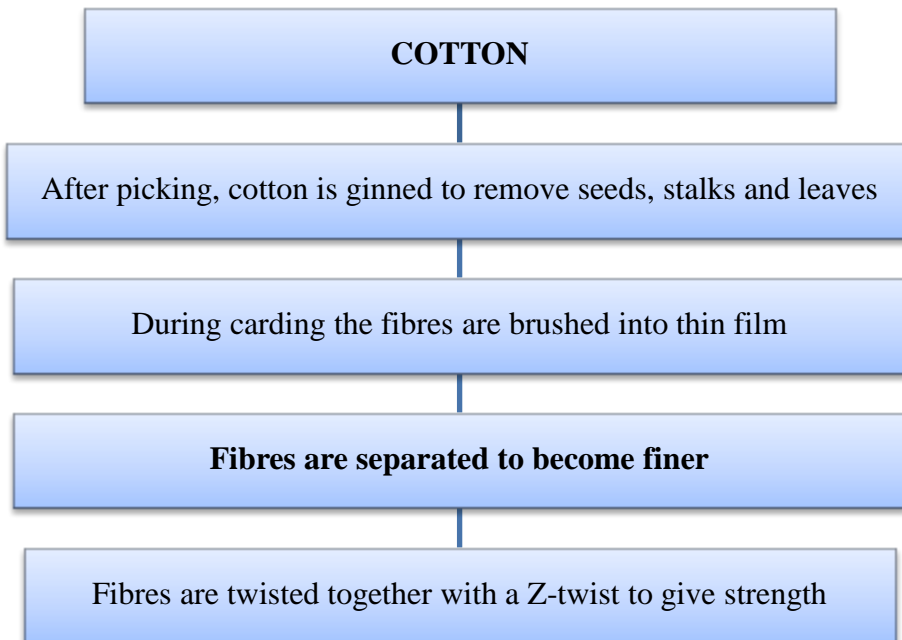 COTTON
After picking, cotton is ginned to remove seeds, stalks and leaves
During carding the fibres are brushed into thin film
Fibres are separated to become finer
Fibres are twisted together with a Z-twist to give strength